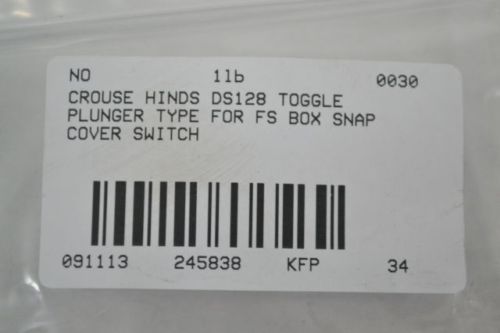 NO 1lb 0030
CROUSE HINDS DS128 TOGGLE
PLUNGER TYPE FOR FS BOX SNAP
COVER SWITCH
091113 245838 KFP 34